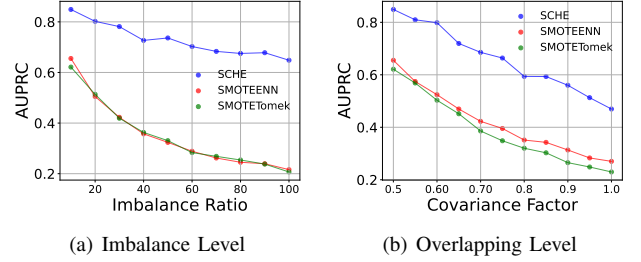 AUPRC
0.8
0.6
0.4
0.2
SCHE
SMOTEENN
SMOTETomek
20
40
60
80
100
Imbalance Ratio
(a) Imbalance Level
AUPRC
0.8
0.6
0.4
0.2
SCHE
SMOTEENN
SMOTETomek
0.5
0.60
0.70
0.8
0.9
1.0
Covariance Factor
(b) Overlapping Level